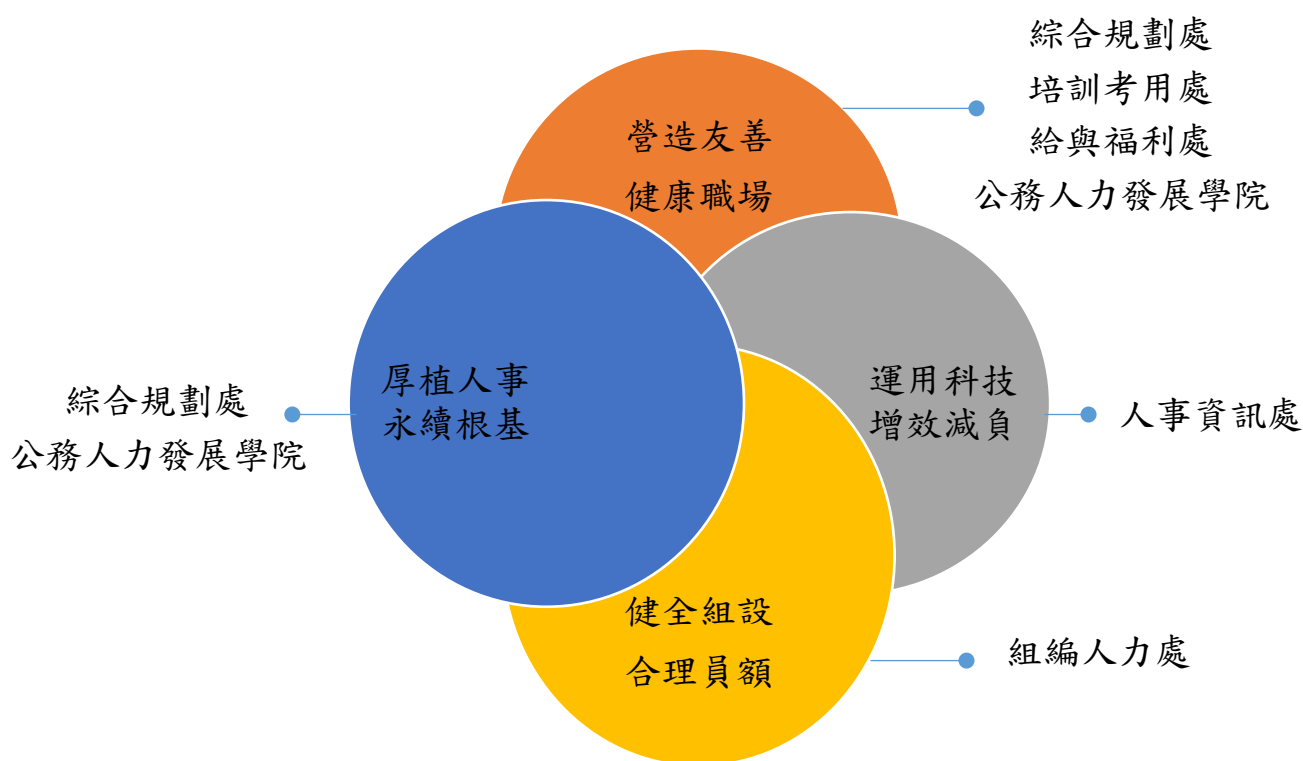 綜合規劃處
培訓考用處
給與福利處
公務人力發展學院
營造友善
健康職場
厚植人事
永續根基
綜合規劃處
公務人力發展學院
運用科技
增效減負
人事資訊處
健全組設
合理員額
組編人力處